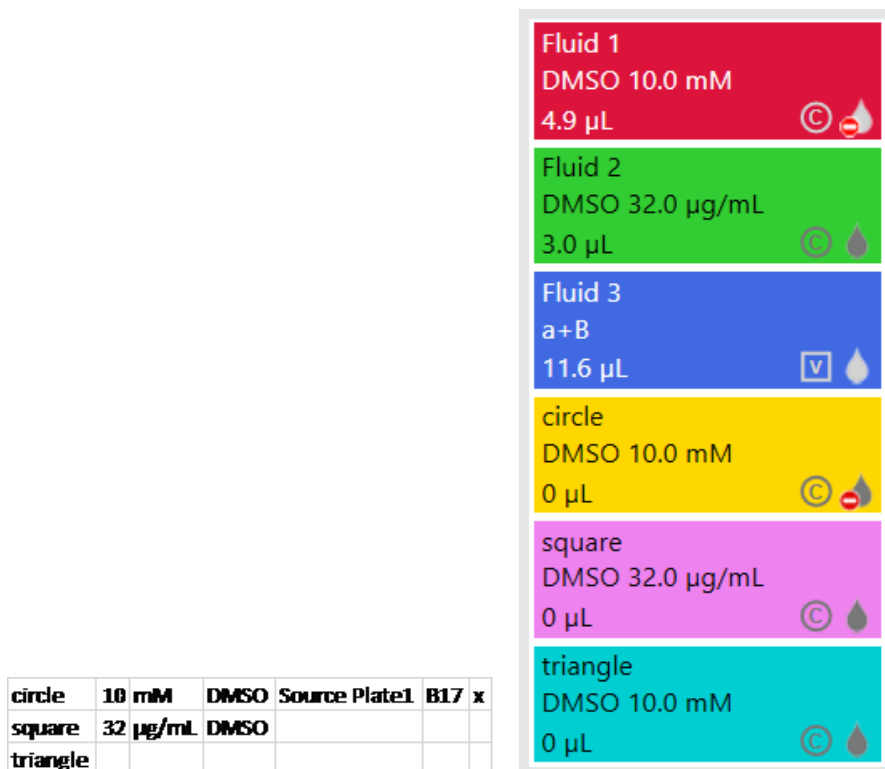 Fluid 1
DMSO 10.0 mM
4.9 µL
C
Fluid 2
DMSO 32.0 µg/mL
3.0 µL
C
Fluid 3
a+B
11.6 µL
V
circle
DMSO 10.0 mM
0 µL
C
square
DMSO 32.0 µg/mL
0 µL
C
triangle
DMSO 10.0 mM
0 µL
C
circle 10 mM DMSO Source Plate1 B17 x
square 32 µg/mL DMSO
triangle